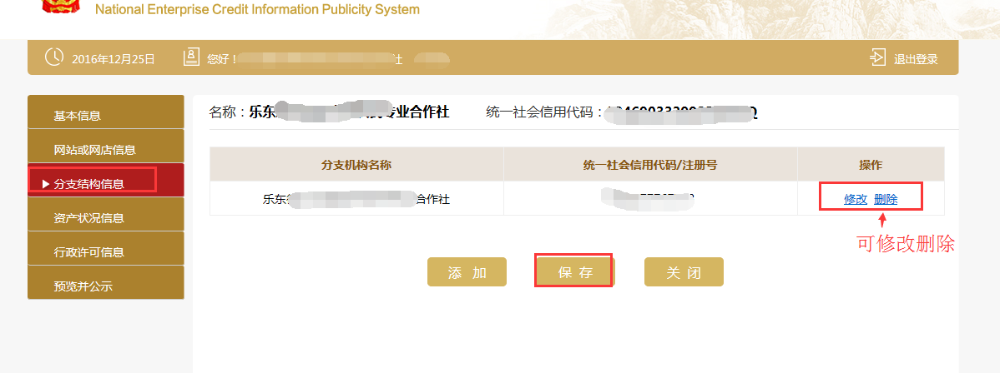 National Enterprise Credit Information Publicity System
2016年12月25日 您好！ 社 退出登录
基本信息
网站或网店信息
分支结构信息
资产状况信息
行政许可信息
预览并公示
名称：乐东 专业合作社 统一社会信用代码： Q
分支机构名称 统一社会信用代码/注册号 操作
乐东 合作社 修改 删除
可修改删除
添 加 保 存 关 闭